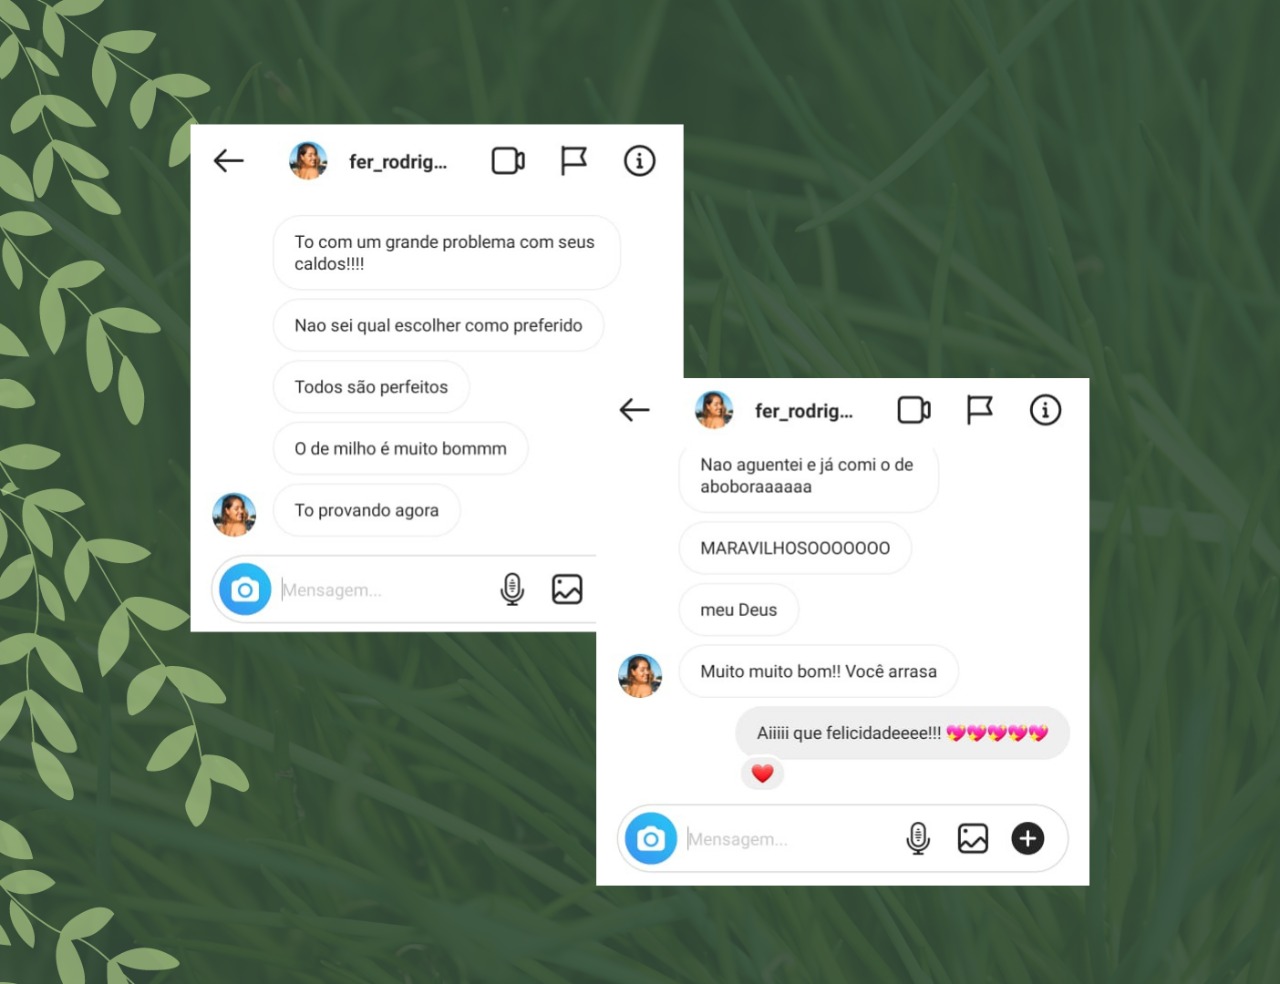 fer_rodrig...
To com um grande problema com seus
caldos!!!!
Nao sei qual escolher como preferido
Todos são perfeitos
O de milho é muito bommm
To provando agora
Mensagem...
fer_rodrig...
Nao aguentei e já comi o de
aboboraaaaaa
MARAVILHOSOOOOOOO
meu Deus
Muito muito bom!! Você arrasa
Aiiiii que felicidadeeee!!! 💝💝💝💝💝
❤️
Mensagem...